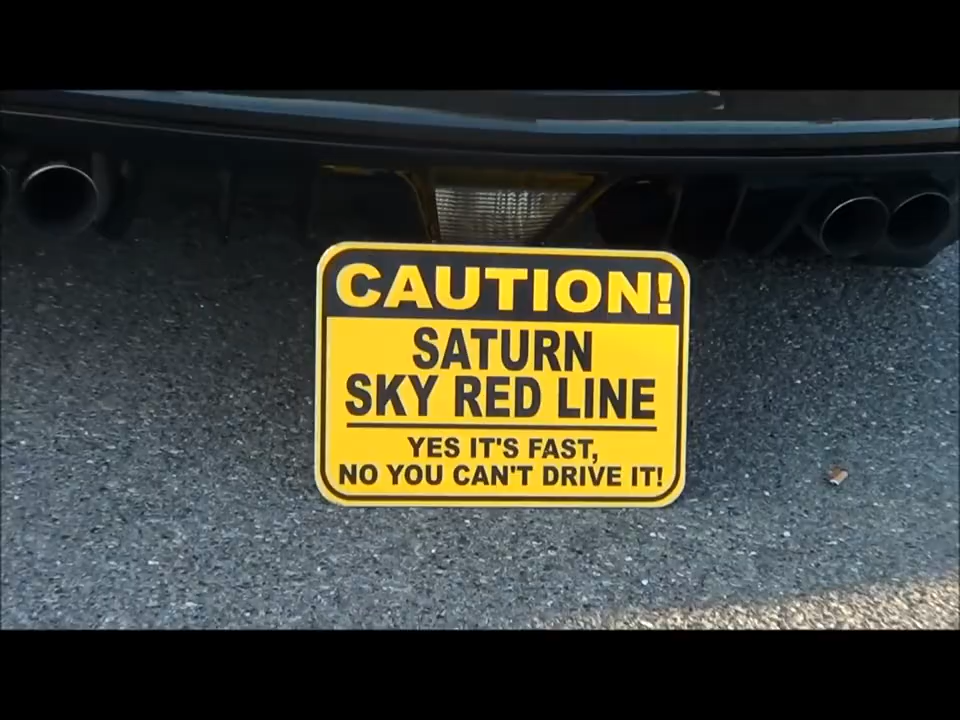 CAUTION!
SATURN
SKY RED LINE
YES IT'S FAST,
NO YOU CAN'T DRIVE IT!